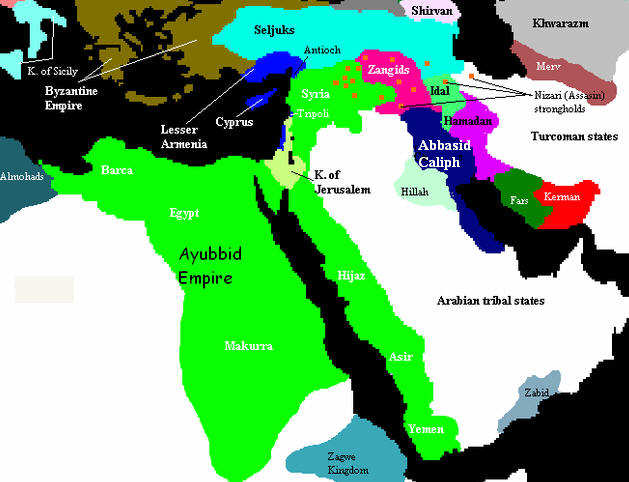 Shirvan
Khwarazm
Seljuks
Antioch
K. of Sicily
Merv
Zangids
Byzantine
Empire
Idal
Nizari (Assasin)
strongholds
Syria
Tripoli
Cyprus
Hamadan
Lesser
Armenia
Turcoman states
Abbasid
Caliph
Barca
K. of
Jerusalem
Almohads
Hillah
Fars
Kerman
Egypt
Ayubbid
Empire
Hijaz
Arabian tribal states
Makurra
Asir
Zabid
Yemen
Zagwe
Kingdom